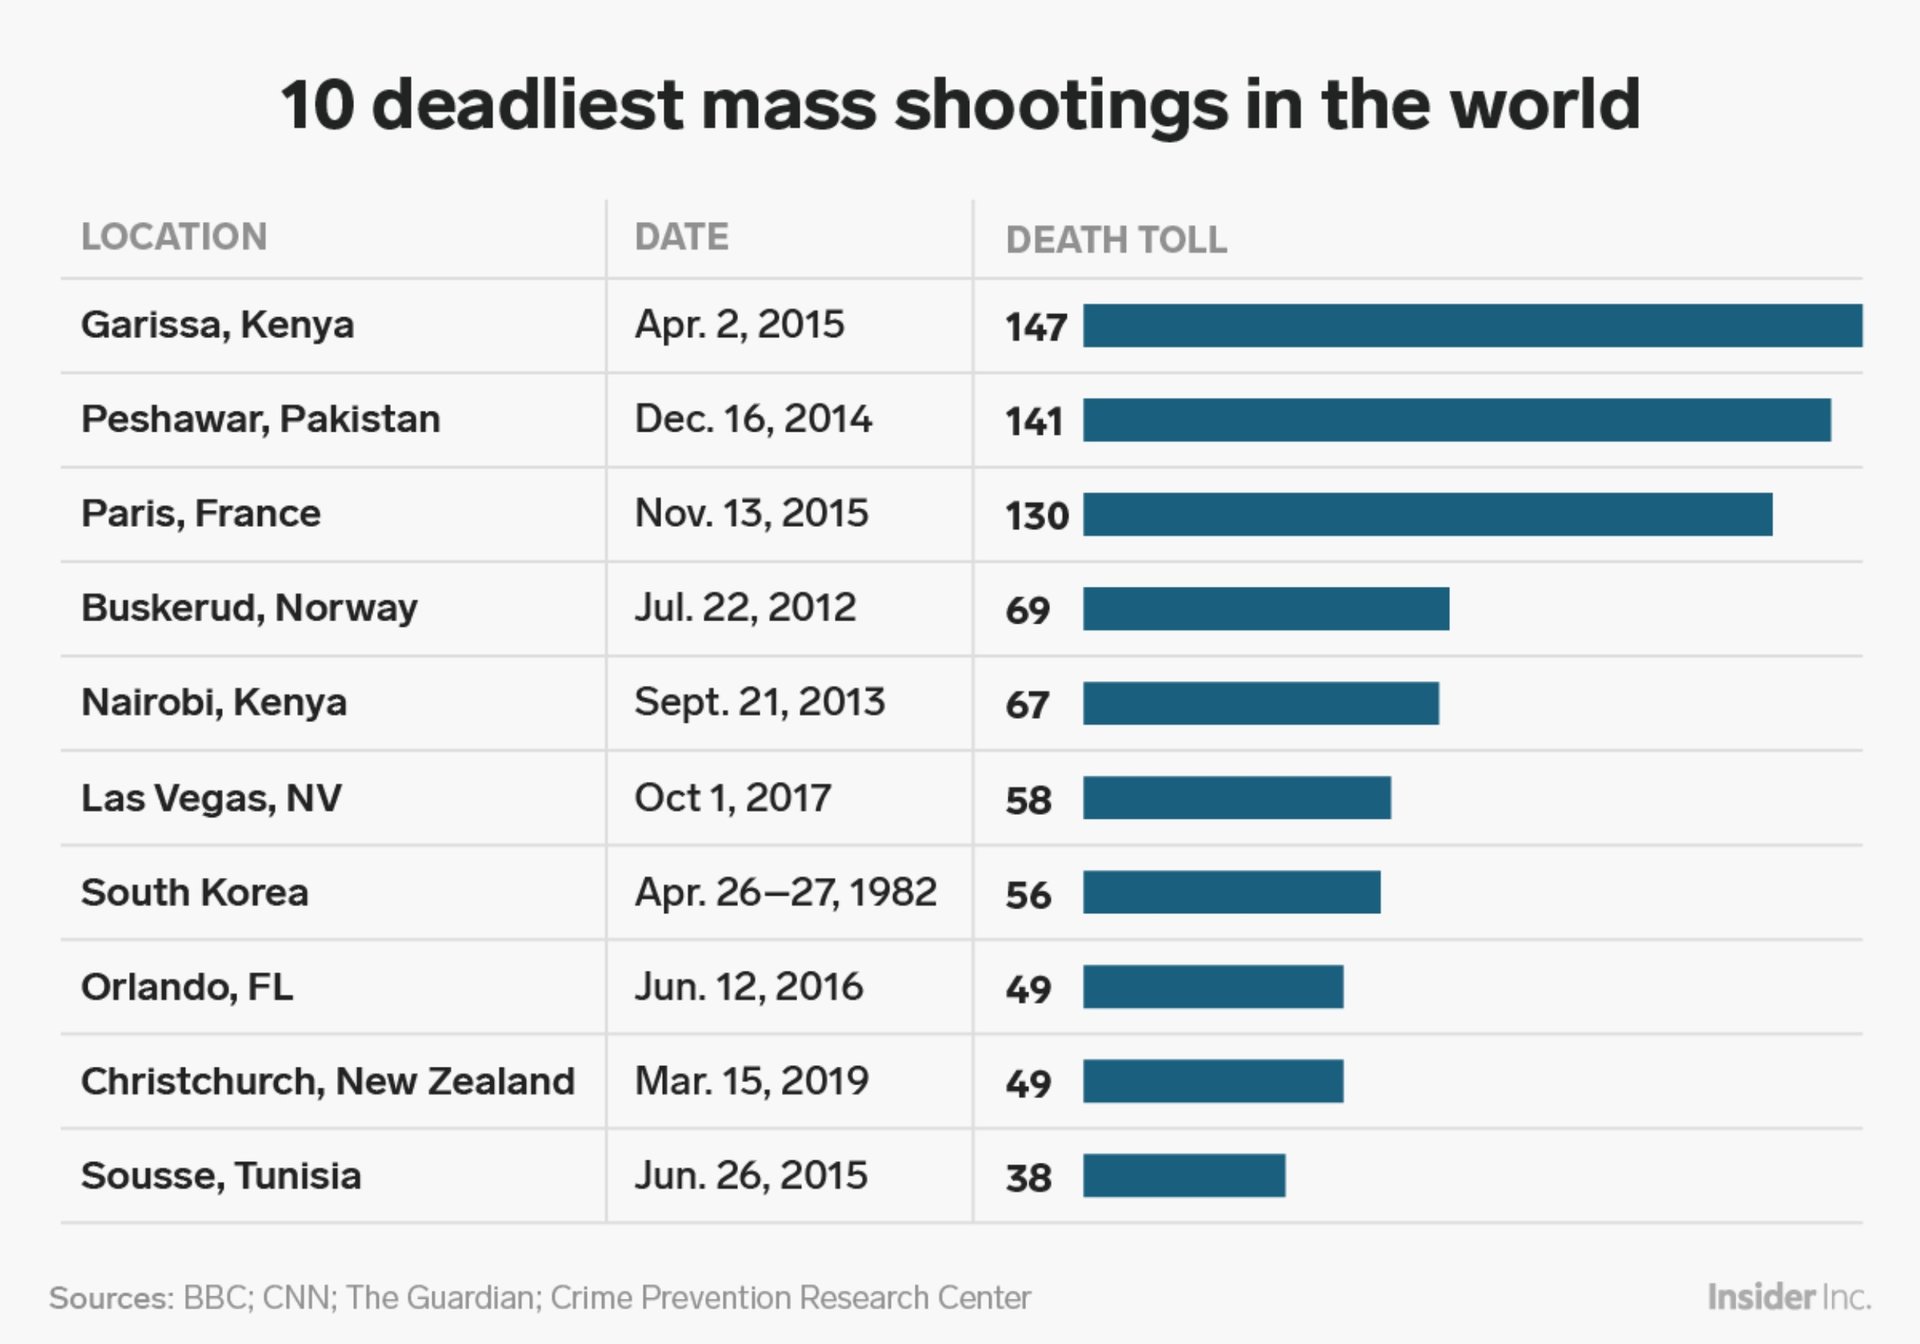 10 deadliest mass shootings in the world
LOCATION DATE DEATH TOLL
Garissa, Kenya Apr. 2, 2015 147
Peshawar, Pakistan Dec. 16, 2014 141
Paris, France Nov. 13, 2015 130
Buskerud, Norway Jul. 22, 2012 69
Nairobi, Kenya Sept. 21, 2013 67
Las Vegas, NV Oct 1, 2017 58
South Korea Apr. 26–27, 1982 56
Orlando, FL Jun. 12, 2016 49
Christchurch, New Zealand Mar. 15, 2019 49
Sousse, Tunisia Jun. 26, 2015 38
Sources: BBC; CNN; The Guardian; Crime Prevention Research Center Insider Inc.